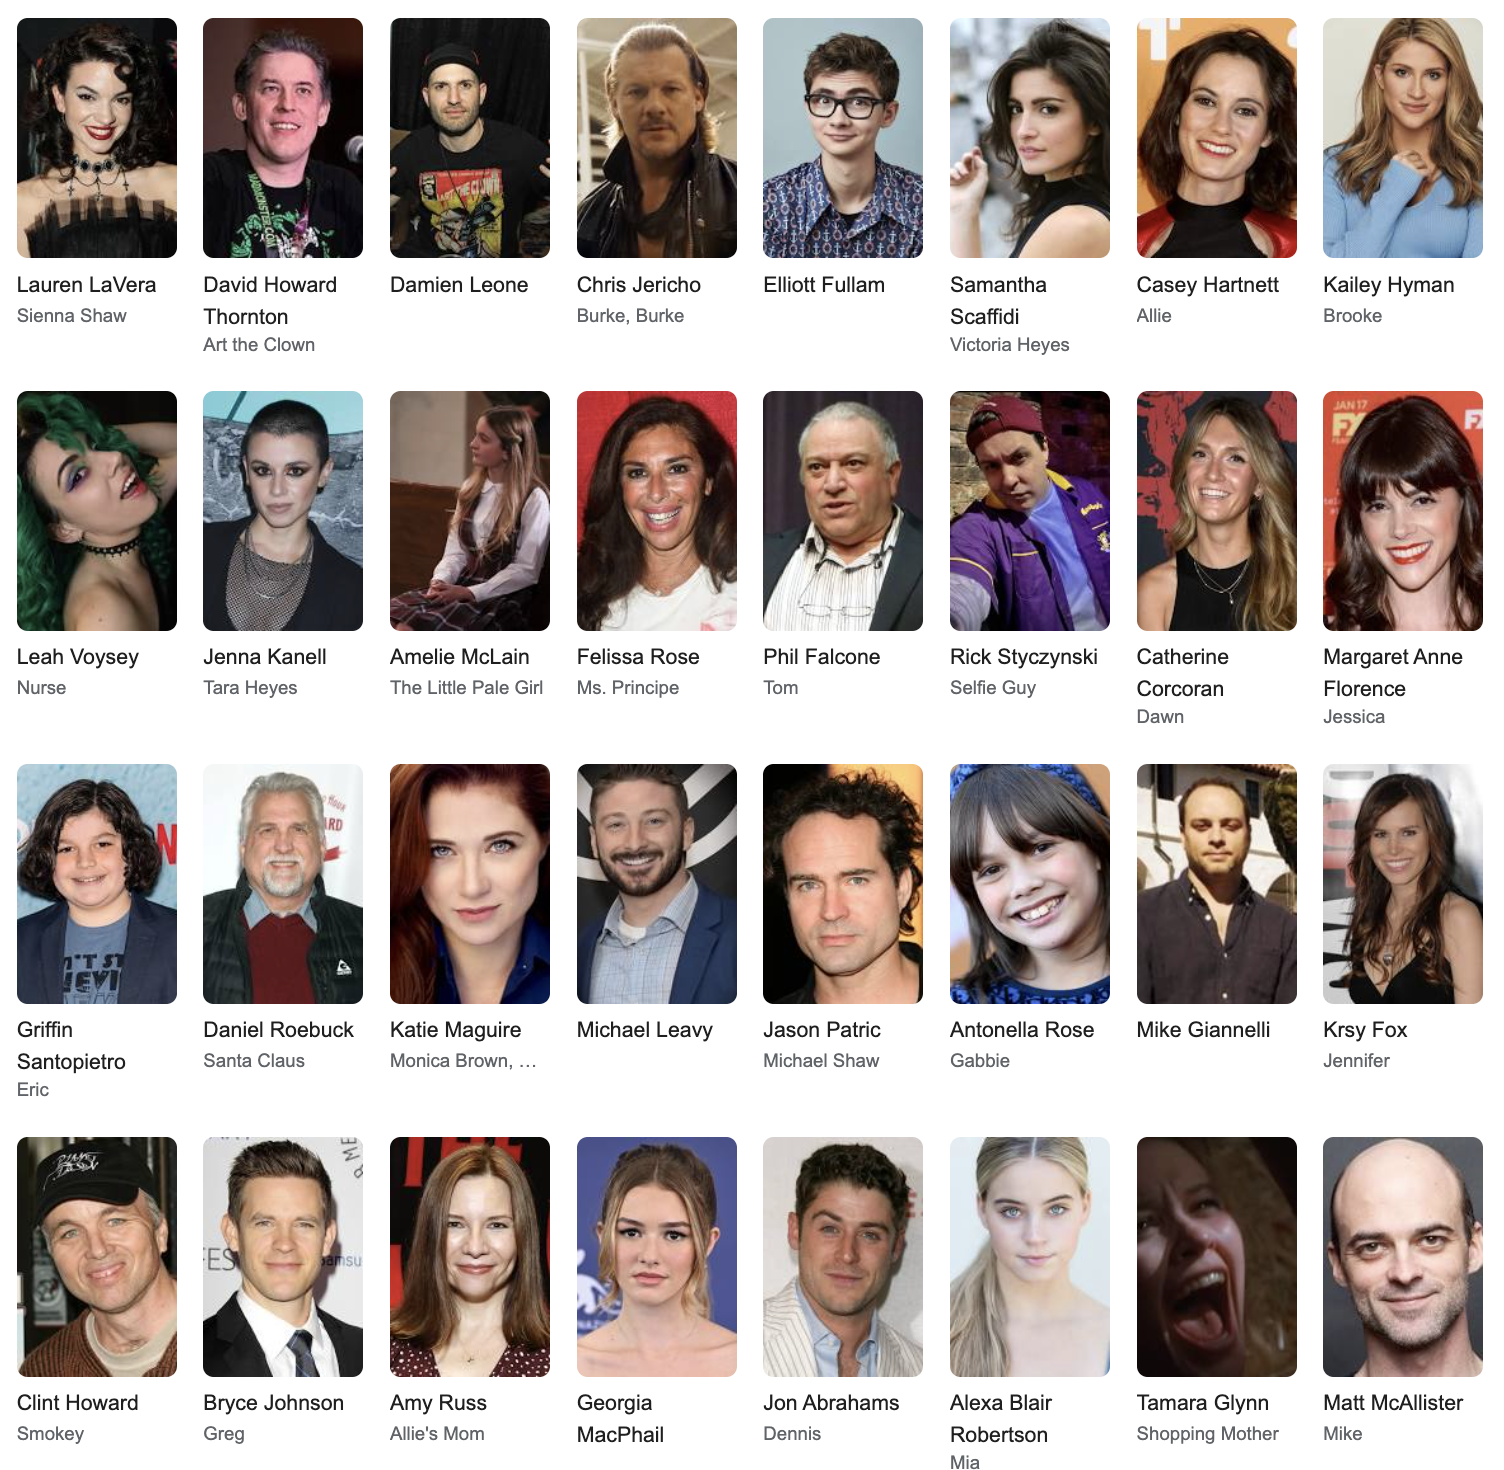 Lauren LaVera
Sienna Shaw
David Howard
Thornton
Art the Clown
Damien Leone
Chris Jericho
Burke, Burke
Elliott Fullam
Samantha
Scaffidi
Victoria Heyes
Casey Hartnett
Allie
Kailey Hyman
Brooke
JAN 17
FX
Leah Voysey
Nurse
Jenna Kanell
Tara Heyes
Amelie McLain
The Little Pale Girl
Felissa Rose
Ms. Principe
Phil Falcone
Tom
Rick Styczynski
Selfie Guy
Catherine
Corcoran
Dawn
Margaret Anne
Florence
Jessica
Griffin
Santopietro
Eric
Daniel Roebuck
Santa Claus
Katie Maguire
Monica Brown, …
Michael Leavy
Jason Patric
Michael Shaw
Antonella Rose
Gabbie
Mike Giannelli
Krsy Fox
Jennifer
Clint Howard
Smokey
Bryce Johnson
Greg
Amy Russ
Allie's Mom
Georgia
MacPhail
Jon Abrahams
Dennis
Alexa Blair
Robertson
Mia
Tamara Glynn
Shopping Mother
Matt McAllister
Mike